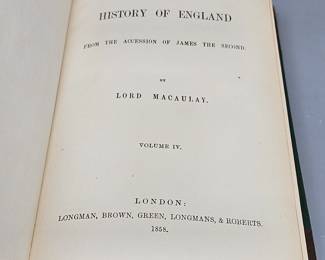 HISTORY OF ENGLAND
FROM THE ACCESSION OF JAMES THE SECOND.
BY
LORD MACAULAY.
VOLUME IV.
LONDON:
LONGMAN, BROWN, GREEN, LONGMANS, & ROBERTS.
1858.